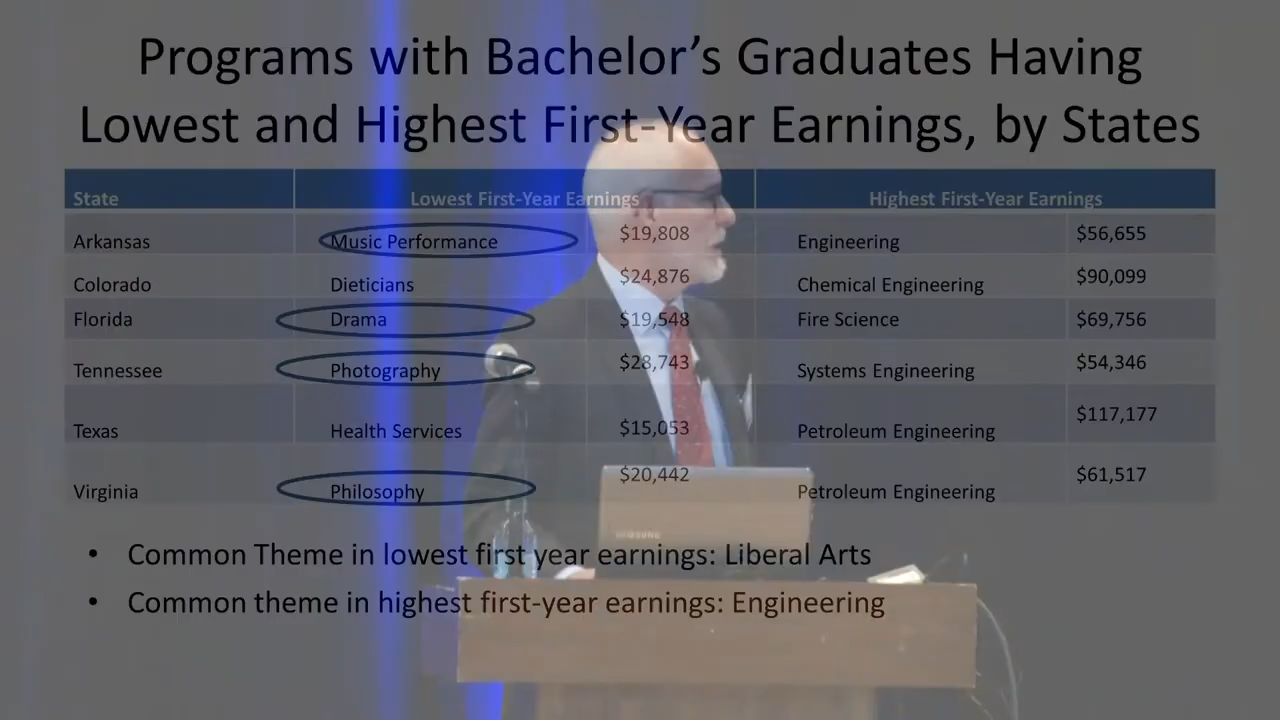 Programs with Bachelor’s Graduates Having
Lowest and Highest First-Year Earnings, by States
State Lowest First-Year Earnings Highest First-Year Earnings
Arkansas Music Performance $19,808 Engineering $56,655
Colorado Dieticians $24,876 Chemical Engineering $90,099
Florida Drama $19,548 Fire Science $69,756
Tennessee Photography $28,743 Systems Engineering $54,346
Texas Health Services $15,053 Petroleum Engineering $117,177
Virginia Philosophy $20,442 Petroleum Engineering $61,517
SAMSUNG
• Common Theme in lowest first year earnings: Liberal Arts
• Common theme in highest first-year earnings: Engineering